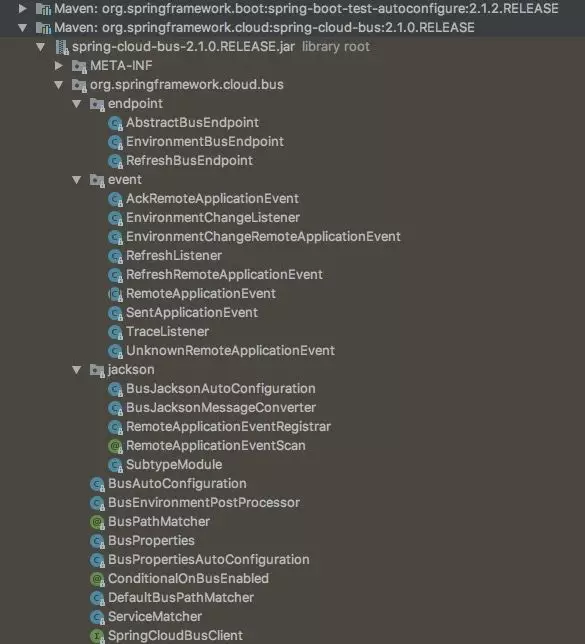 Maven: org.springframework.boot:spring-boot-test-autoconfigure:2.1.2.RELEASE
Maven: org.springframework.cloud:spring-cloud-bus:2.1.0.RELEASE
spring-cloud-bus-2.1.0.RELEASE.jar library root
META-INF
org.springframework.cloud.bus
endpoint
AbstractBusEndpoint
EnvironmentBusEndpoint
RefreshBusEndpoint
event
AckRemoteApplicationEvent
EnvironmentChangeListener
EnvironmentChangeRemoteApplicationEvent
RefreshListener
RefreshRemoteApplicationEvent
RemoteApplicationEvent
SentApplicationEvent
TraceListener
UnknownRemoteApplicationEvent
jackson
BusJacksonAutoConfiguration
BusJacksonMessageConverter
RemoteApplicationEventRegistrar
RemoteApplicationEventScan
SubtypeModule
BusAutoConfiguration
BusEnvironmentPostProcessor
BusPathMatcher
BusProperties
BusPropertiesAutoConfiguration
ConditionalOnBusEnabled
DefaultBusPathMatcher
ServiceMatcher
SpringCloudBusClient